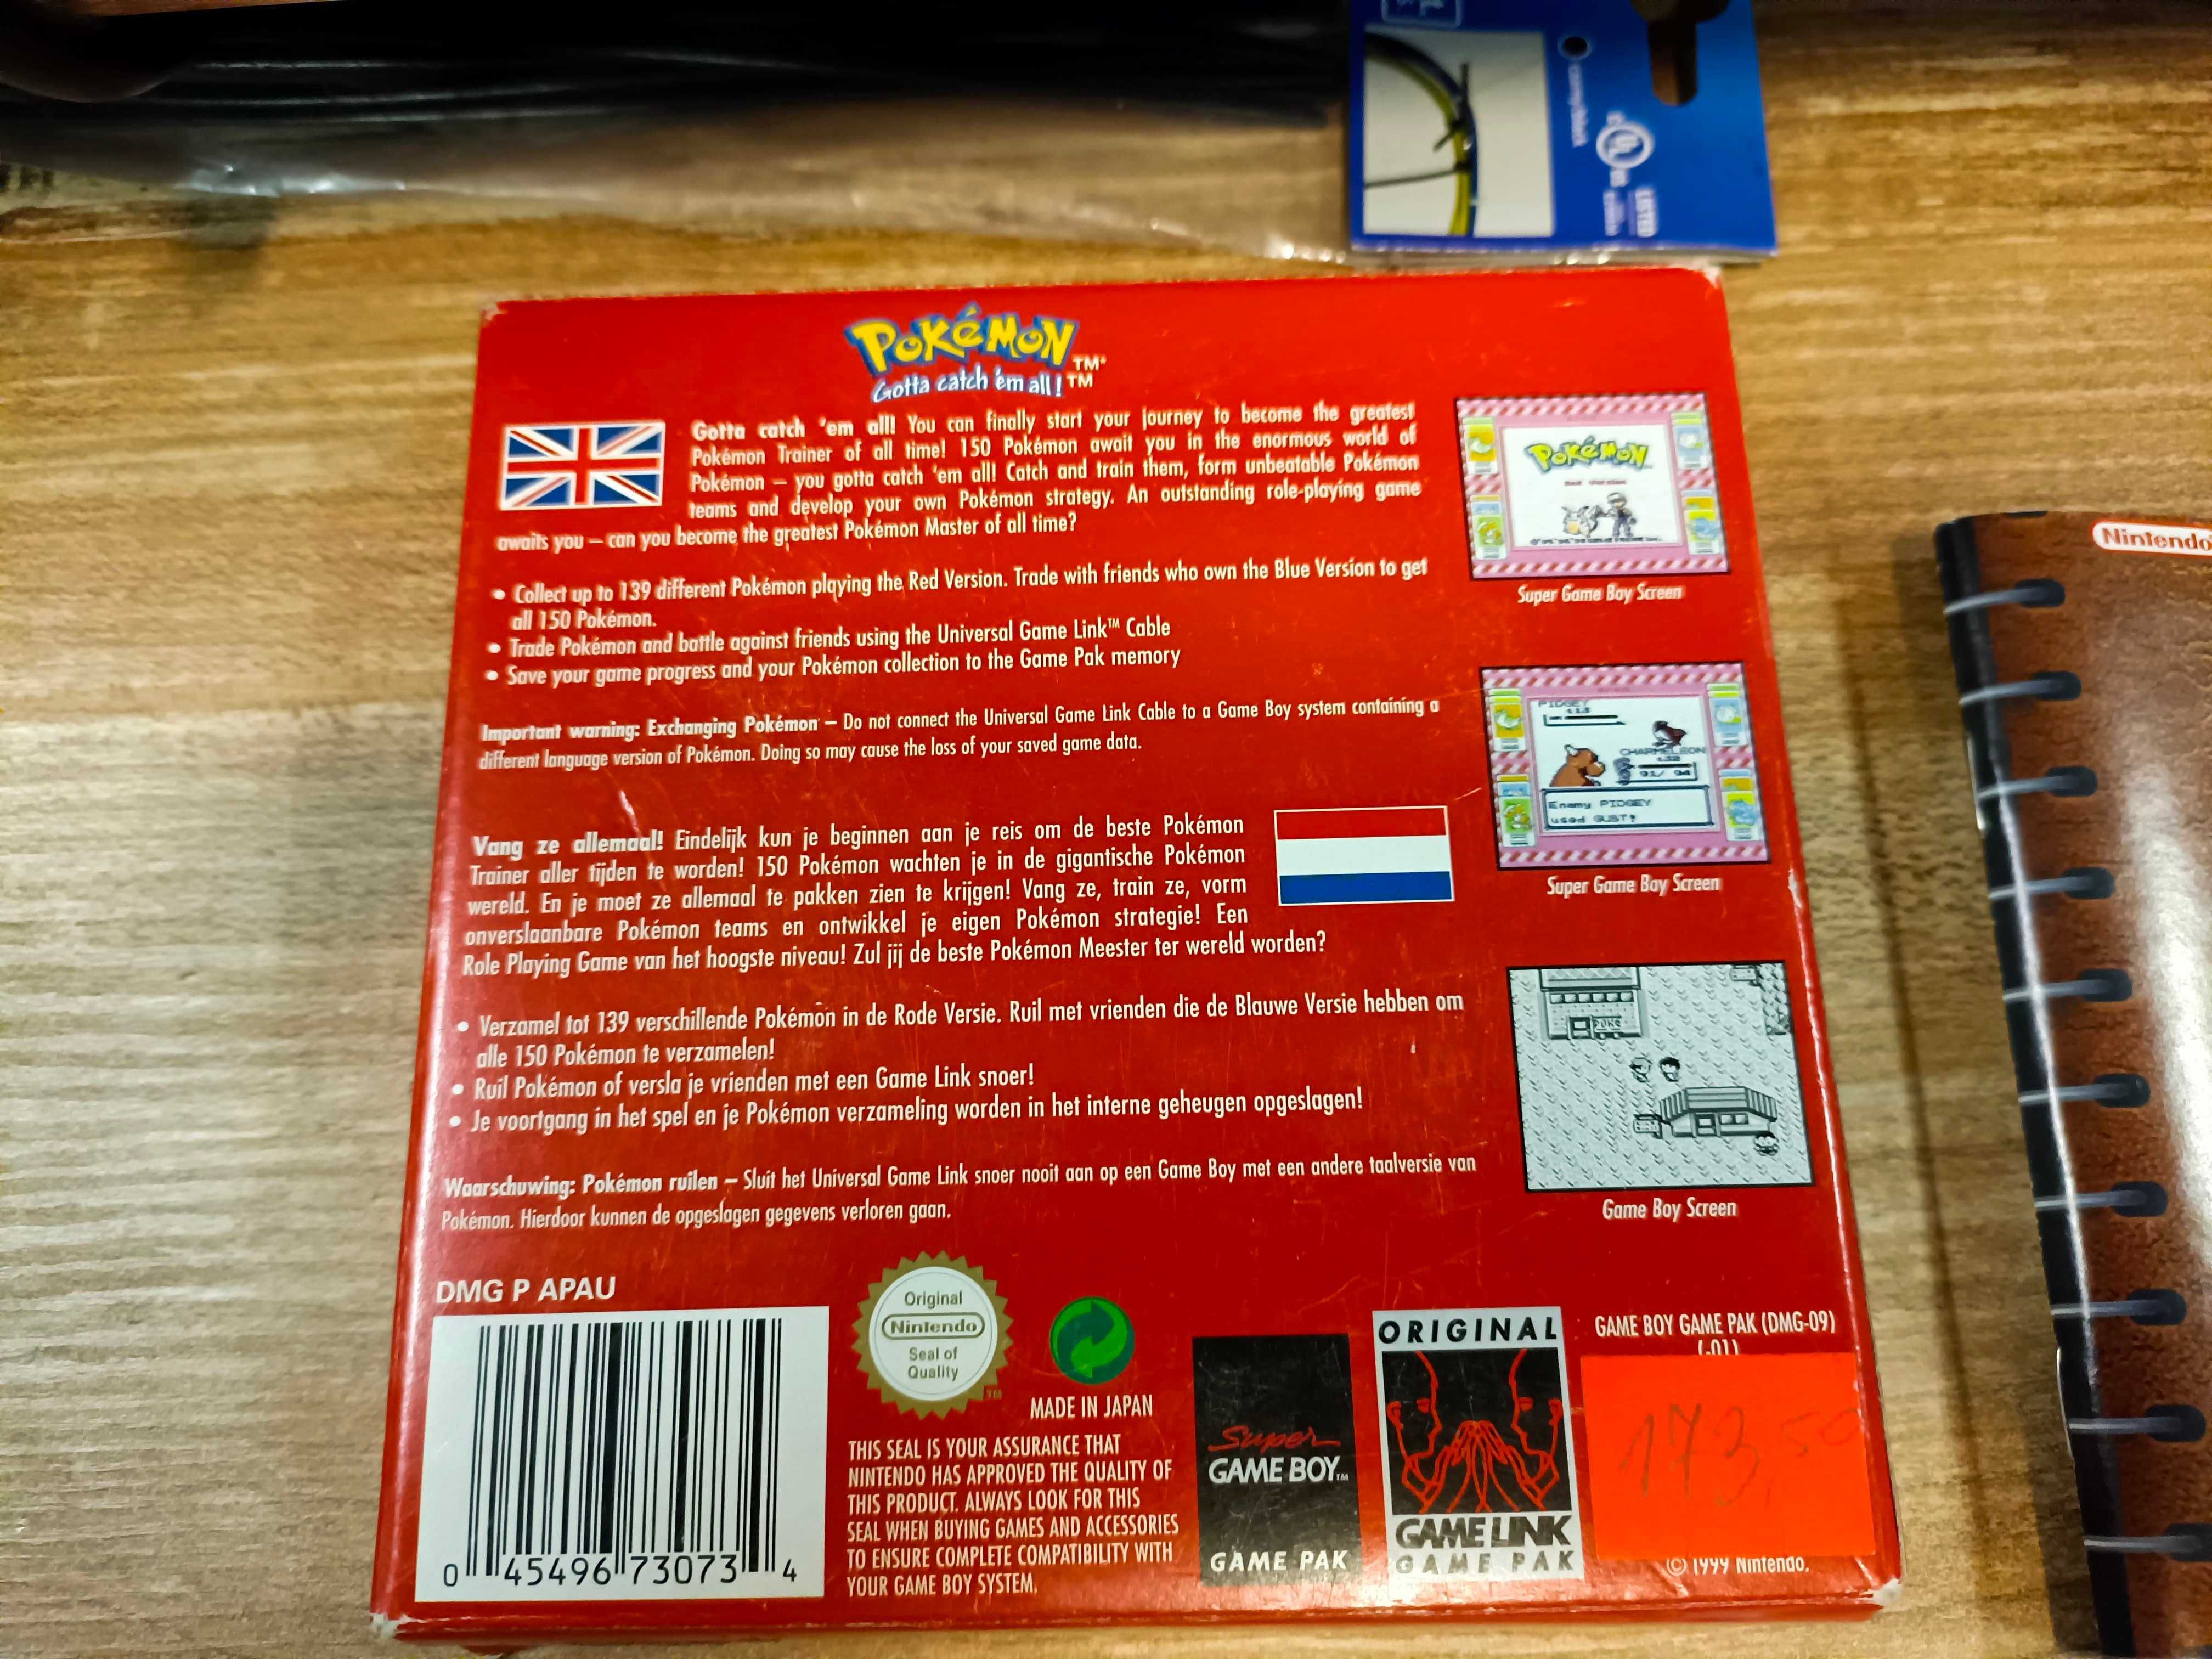 LISTED
Nintendo
POKéMON TM
Gotta catch 'em all! TM
Gotta catch 'em all! You can finally start your journey to become the greatest
Pokémon Trainer of all time! 150 Pokémon await you in the enormous world of
Pokémon – you gotta catch 'em all! Catch and train them, form unbeatable Pokémon
teams and develop your own Pokémon strategy. An outstanding role-playing game
awaits you – can you become the greatest Pokémon Master of all time?
• Collect up to 139 different Pokémon playing the Red Version. Trade with friends who own the Blue Version to get
all 150 Pokémon.
• Trade Pokémon and battle against friends using the Universal Game Link™ Cable
• Save your game progress and your Pokémon collection to the Game Pak memory
Important warning: Exchanging Pokémon – Do not connect the Universal Game Link Cable to a Game Boy system containing a
different language version of Pokémon. Doing so may cause the loss of your saved game data.
Vang ze allemaal! Eindelijk kun je beginnen aan je reis om de beste Pokémon
Trainer aller tijden te worden! 150 Pokémon wachten je in de gigantische Pokémon
wereld. En je moet ze allemaal te pakken zien te krijgen! Vang ze, train ze, vorm
onverslaanbare Pokémon teams en ontwikkel je eigen Pokémon strategie! Een
Role Playing Game van het hoogste niveau! Zul jij de beste Pokémon Meester ter wereld worden?
• Verzamel tot 139 verschillende Pokémon in de Rode Versie. Ruil met vrienden die de Blauwe Versie hebben om
alle 150 Pokémon te verzamelen!
• Ruil Pokémon of versla je vrienden met een Game Link snoer!
• Je voortgang in het spel en je Pokémon verzameling worden in het interne geheugen opgeslagen!
Waarschuwing: Pokémon ruilen – Sluit het Universal Game Link snoer nooit aan op een Game Boy met een andere taalversie van
Pokémon. Hierdoor kunnen de opgeslagen gegevens verloren gaan.
POKéMON
Red Version
Super Game Boy Screen
PIDGEY
:L13
CHARMELEON
:L32
91/ 94
Enemy PIDGEY
used GUST!
Super Game Boy Screen
POKé
Game Boy Screen
DMG P APAU
0 45496 73073 4
Original
Nintendo
Seal of
Quality
TM
MADE IN JAPAN
THIS SEAL IS YOUR ASSURANCE THAT
NINTENDO HAS APPROVED THE QUALITY OF
THIS PRODUCT. ALWAYS LOOK FOR THIS
SEAL WHEN BUYING GAMES AND ACCESSORIES
TO ENSURE COMPLETE COMPATIBILITY WITH
YOUR GAME BOY SYSTEM.
Super
GAME BOY™
GAME PAK
ORIGINAL
GAME LINK
GAME PAK
GAME BOY GAME PAK (DMG-09)
(-01)
173,50
© 1999 Nintendo.